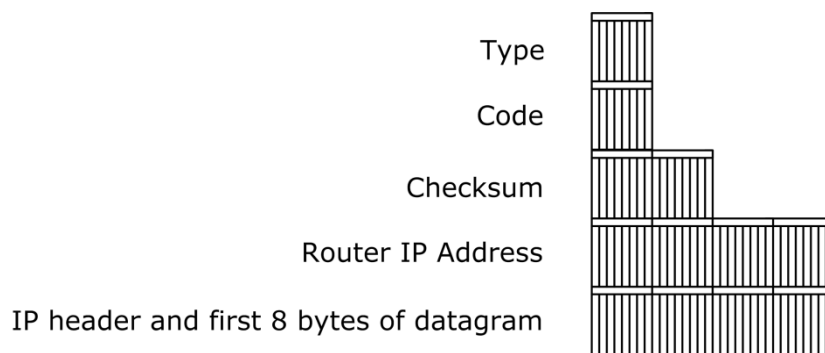 Type
Code
Checksum
Router IP Address
IP header and first 8 bytes of datagram